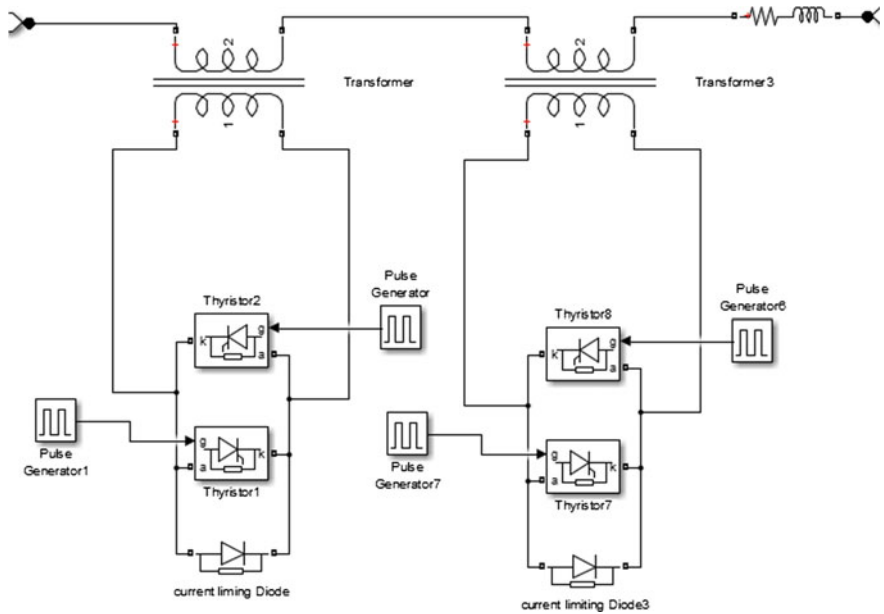 2
Transformer
1
2
Transformer3
1
Pulse
Generator
Thyristor2
k
g
a
Pulse
Generator1
g
a
k
Thyristor1
current liming Diode
Pulse
Generator6
Thyristor8
k
g
a
Pulse
Generator7
g
a
k
Thyristor7
current limiting Diode3